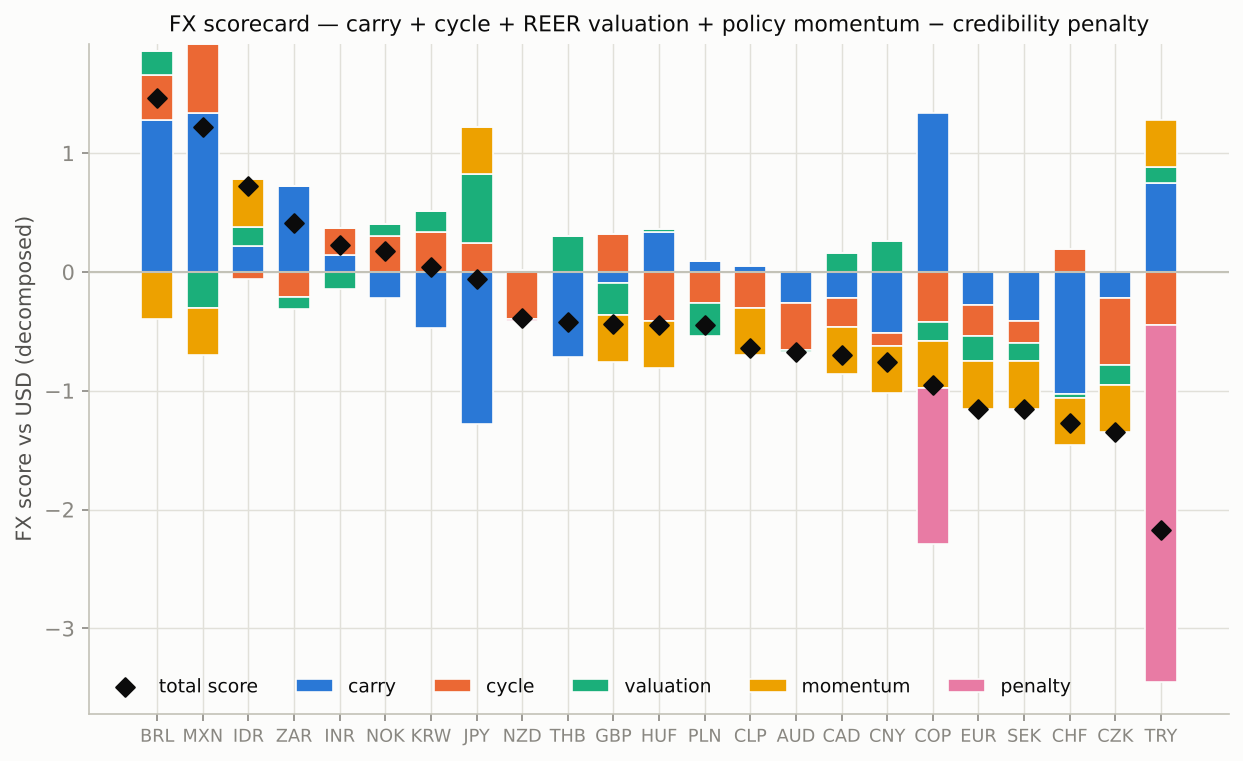 FX scorecard — carry + cycle + REER valuation + policy momentum − credibility penalty
FX score vs USD (decomposed)
1
0
−1
−2
−3
total score carry cycle valuation momentum penalty
BRL MXN IDR ZAR INR NOK KRW JPY NZD THB GBP HUF PLN CLP AUD CAD CNY COP EUR SEK CHF CZK TRY